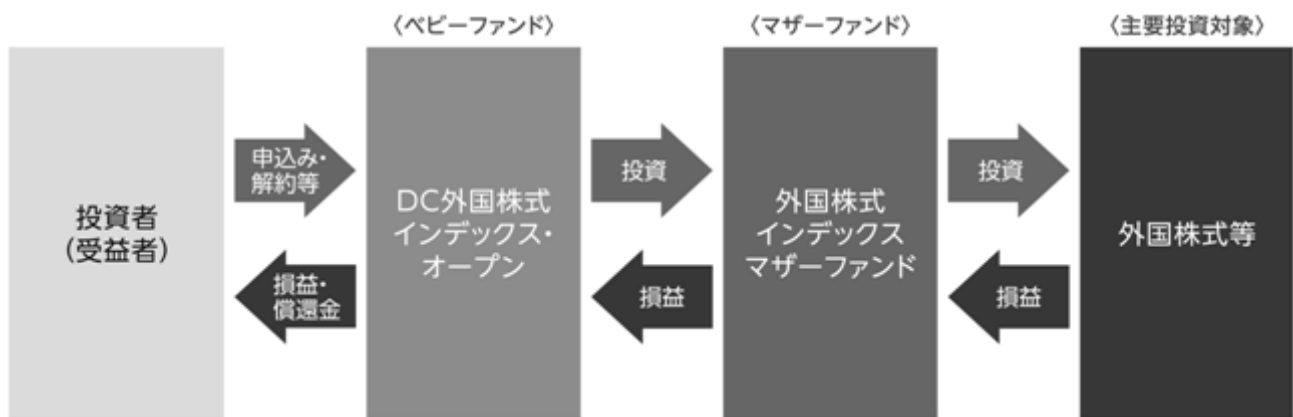 〈ベビーファンド〉
〈マザーファンド〉
〈主要投資対象〉
投資者
(受益者)
申込み・
解約等
損益・
償還金
DC外国株式
インデックス・
オープン
投資
損益
外国株式
インデックス
マザーファンド
投資
損益
外国株式等